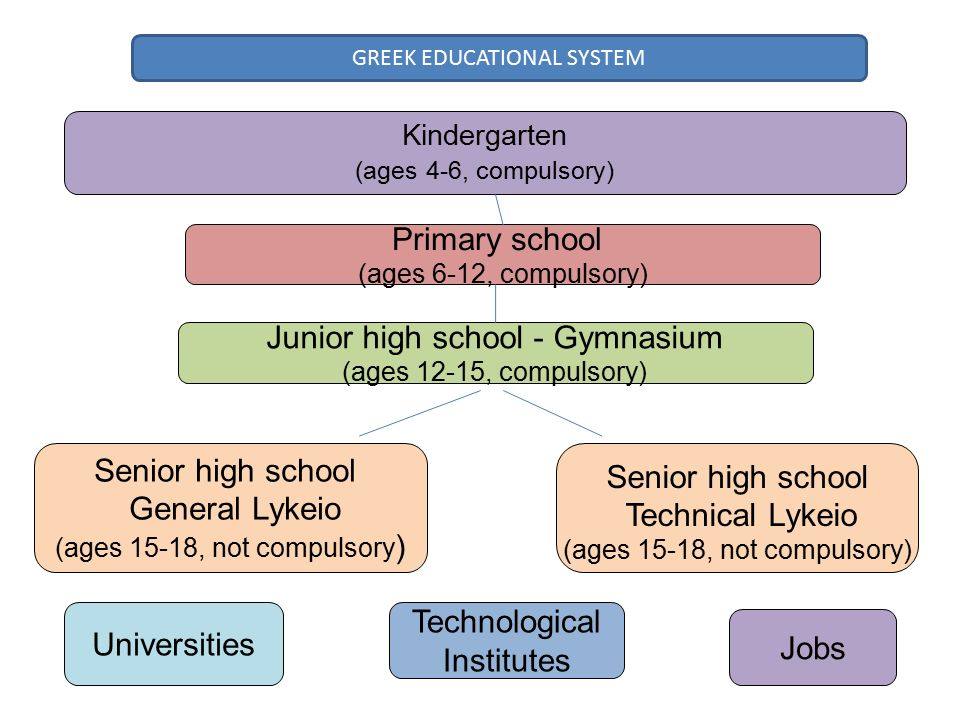 GREEK EDUCATIONAL SYSTEM
Kindergarten
(ages 4-6, compulsory)
Primary school
(ages 6-12, compulsory)
Junior high school - Gymnasium
(ages 12-15, compulsory)
Senior high school
General Lykeio
(ages 15-18, not compulsory)
Senior high school
Technical Lykeio
(ages 15-18, not compulsory)
Universities
Technological
Institutes
Jobs